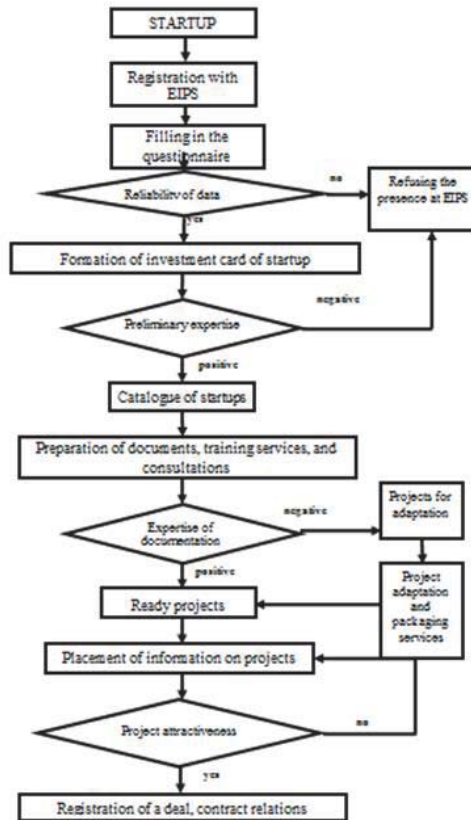 STARTUP
Registration with
EIPS
Filling in the
questionnaire
Reliability of data
no
Refusing the
presence at EIPS
yes
Formation of investment card of startup
negative
Preliminary expertise
positive
Catalogue of startups
Preparation of documents, training services, and
consultations
negative
Projects for
adaptation
Expertise of
documentation
positive
Project
adaptation
and
packaging
services
Ready projects
Placement of information on projects
Project attractiveness
no
yes
Registration of a deal, contract relations